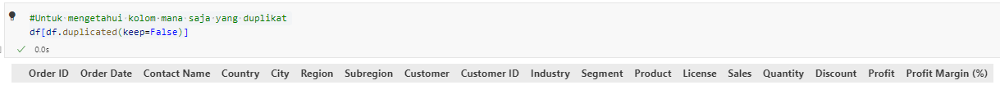 #Untuk mengetahui kolom mana saja yang duplikat
df[df.duplicated(keep=False)]
0.0s
Order ID Order Date Contact Name Country City Region Subregion Customer Customer ID Industry Segment Product License Sales Quantity Discount Profit Profit Margin (%)